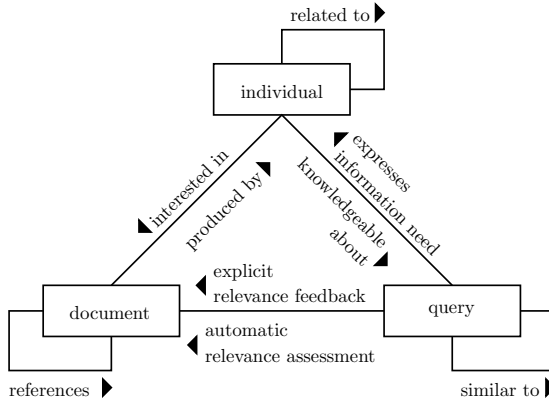 related to
individual
interested in
produced by
expresses
information need
knowledgeable
about
explicit
relevance feedback
document
query
automatic
relevance assessment
references
similar to